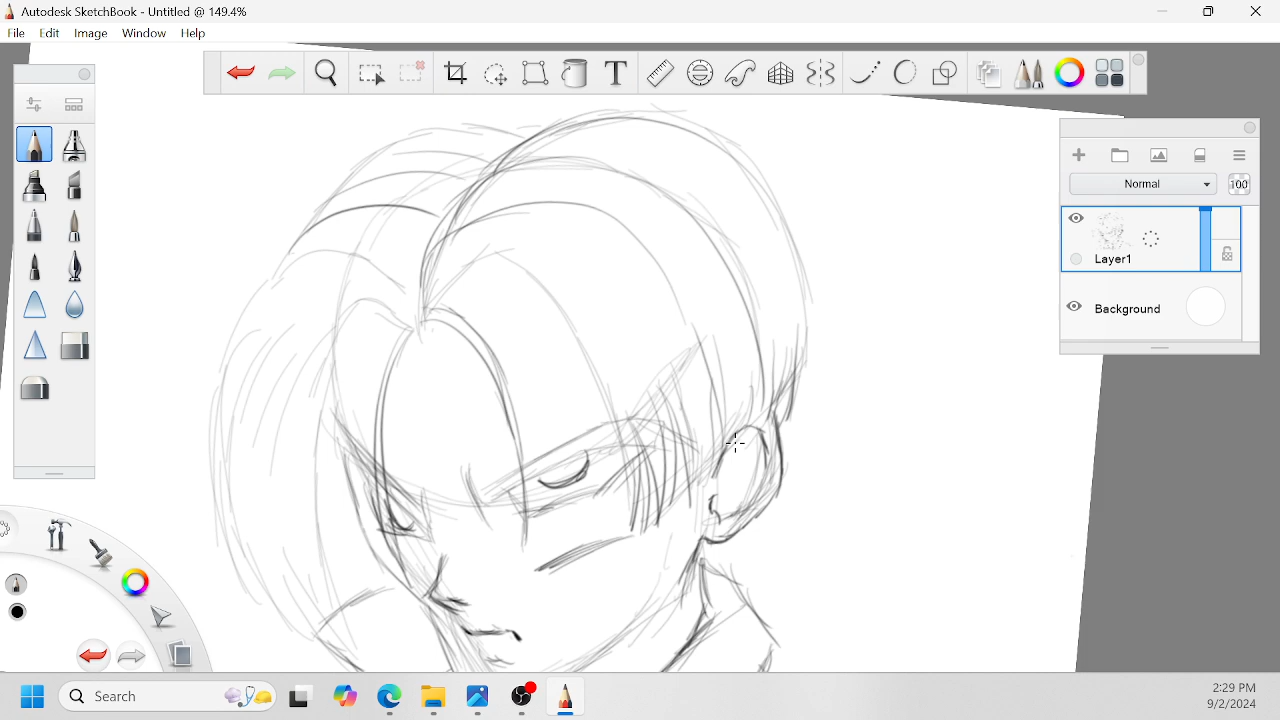 Autodesk SketchBook - Untitled @ 149.4%
File Edit Image Window Help
T
Normal 100
Layer1
Background
Search
2:29 PM
9/2/2024